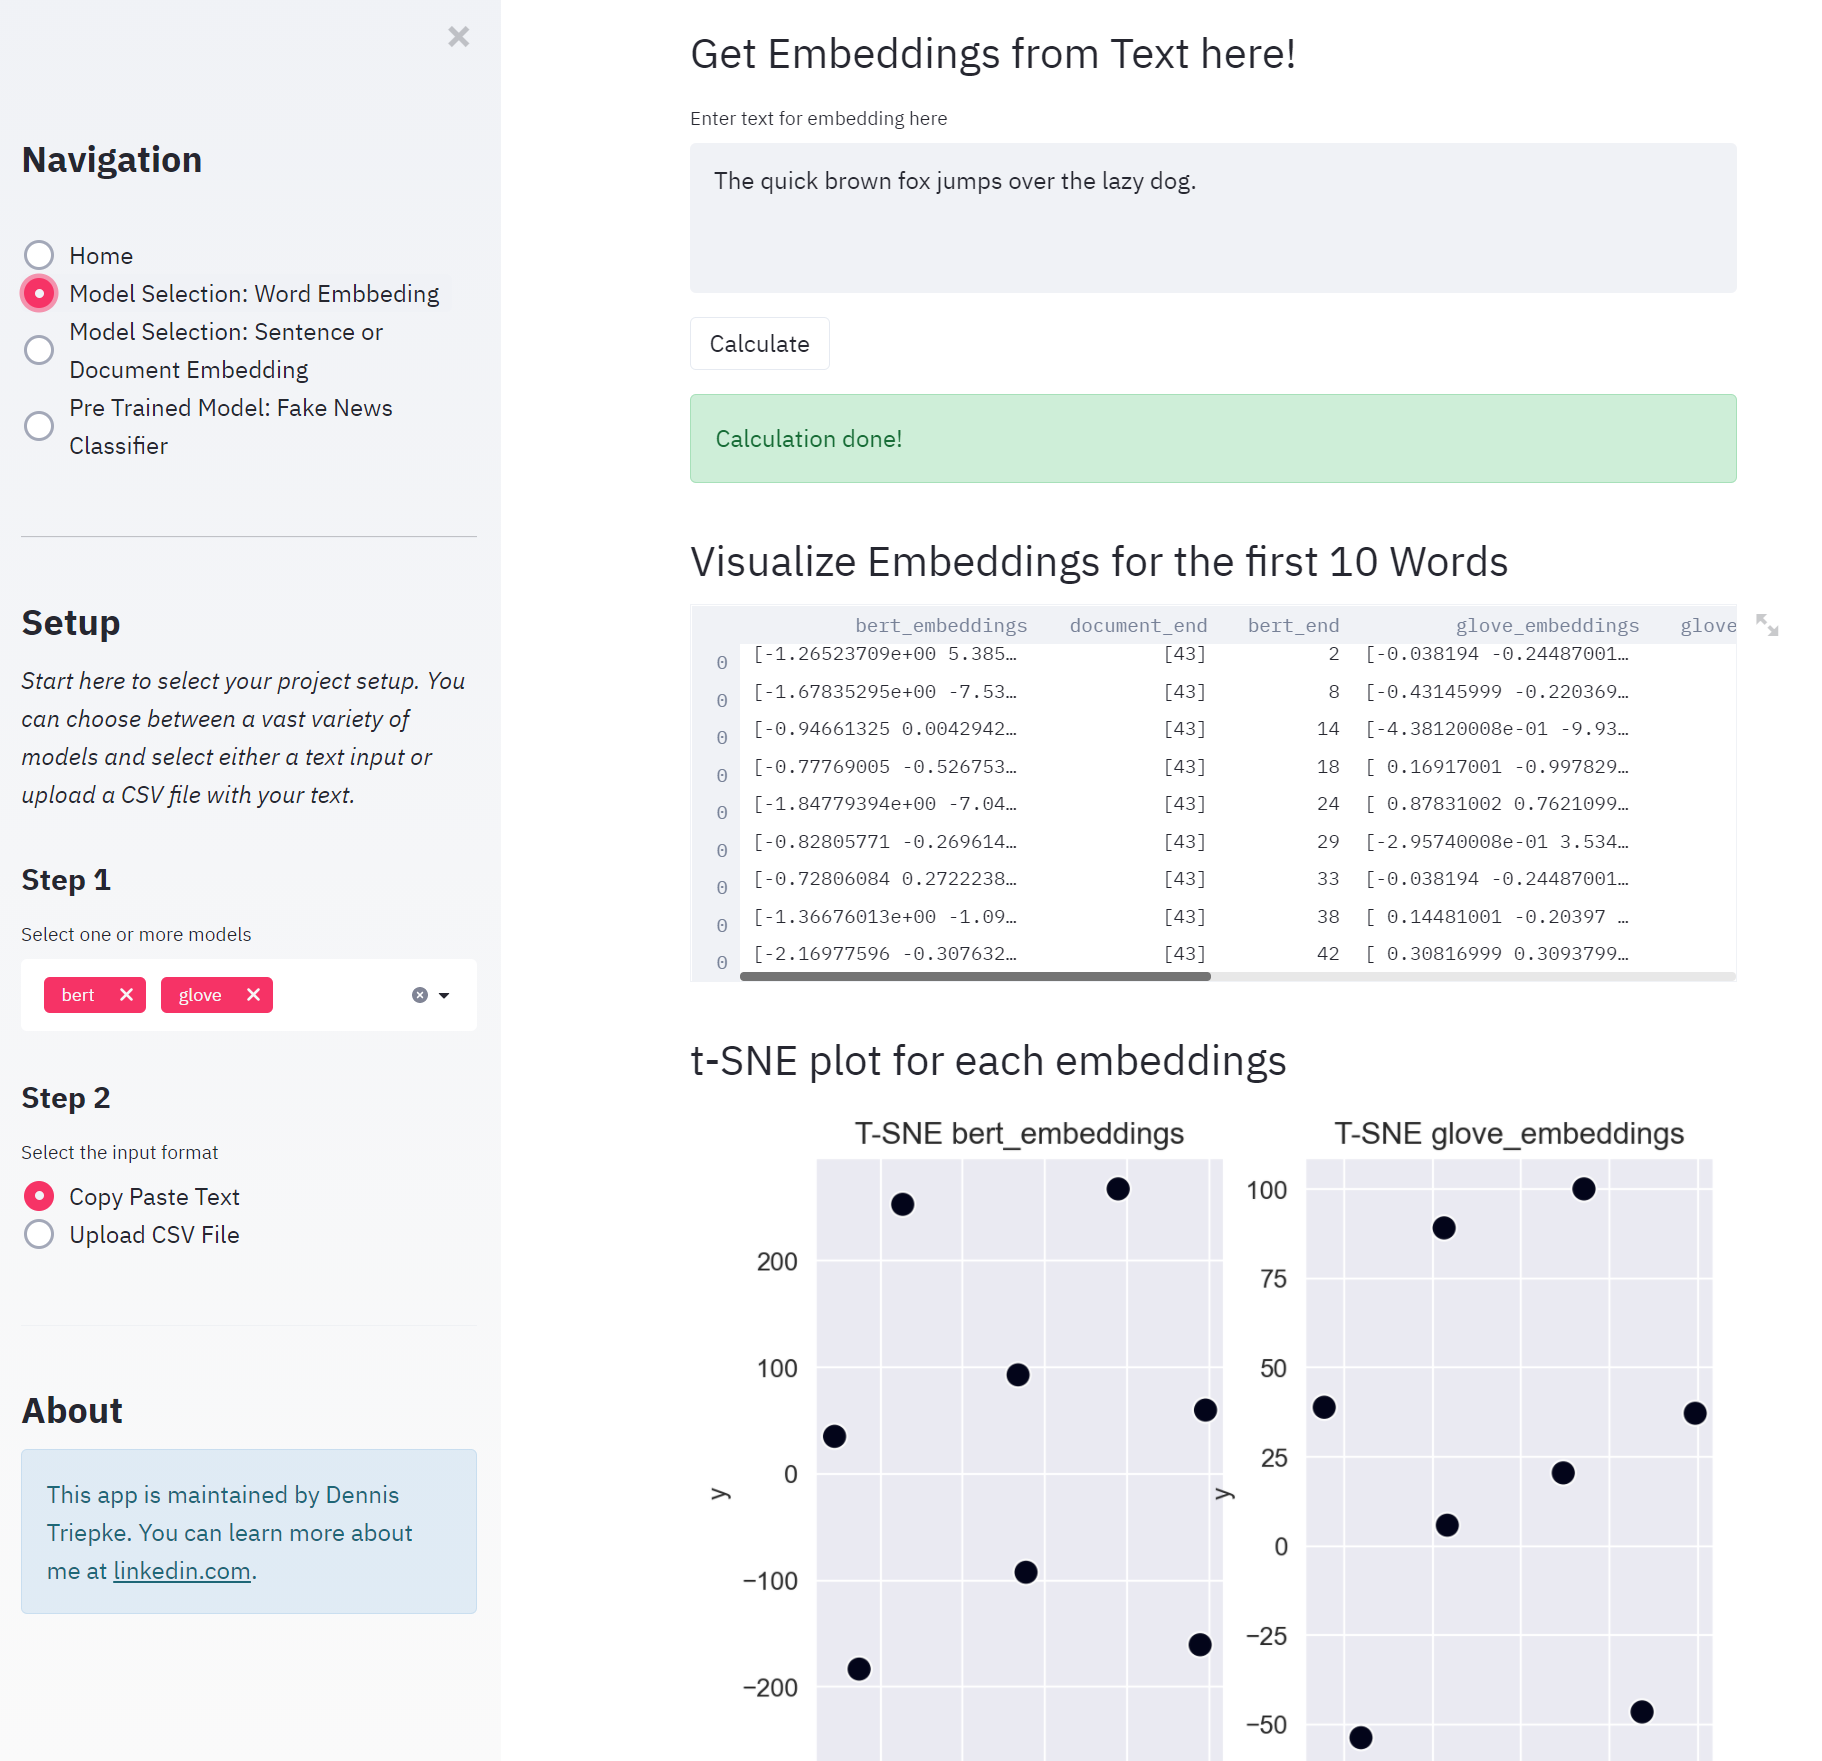 Navigation
Home
Model Selection: Word Embbeding
Model Selection: Sentence or
Document Embedding
Pre Trained Model: Fake News
Classifier
Setup
Start here to select your project setup. You
can choose between a vast variety of
models and select either a text input or
upload a CSV file with your text.
Step 1
Select one or more models
bert glove
Step 2
Select the input format
Copy Paste Text
Upload CSV File
About
This app is maintained by Dennis
Triepke. You can learn more about
me at linkedin.com.
Get Embeddings from Text here!
Enter text for embedding here
The quick brown fox jumps over the lazy dog.
Calculate
Calculation done!
Visualize Embeddings for the first 10 Words
bert_embeddings document_end bert_end glove_embeddings glove
0 [-1.26523709e+00 5.385… [43] 2 [-0.038194 -0.24487001…
0 [-1.67835295e+00 -7.53… [43] 8 [-0.43145999 -0.220369…
0 [-0.94661325 0.0042942… [43] 14 [-4.38120008e-01 -9.93…
0 [-0.77769005 -0.526753… [43] 18 [ 0.16917001 -0.997829…
0 [-1.84779394e+00 -7.04… [43] 24 [ 0.87831002 0.7621099…
0 [-0.82805771 -0.269614… [43] 29 [-2.95740008e-01 3.534…
0 [-0.72806084 0.2722238… [43] 33 [-0.038194 -0.24487001…
0 [-1.36676013e+00 -1.09… [43] 38 [ 0.14481001 -0.20397 …
0 [-2.16977596 -0.307632… [43] 42 [ 0.30816999 0.3093799…
t-SNE plot for each embeddings
T-SNE bert_embeddings
200
100
0
−100
−200
y
T-SNE glove_embeddings
100
75
50
25
0
−25
−50
y